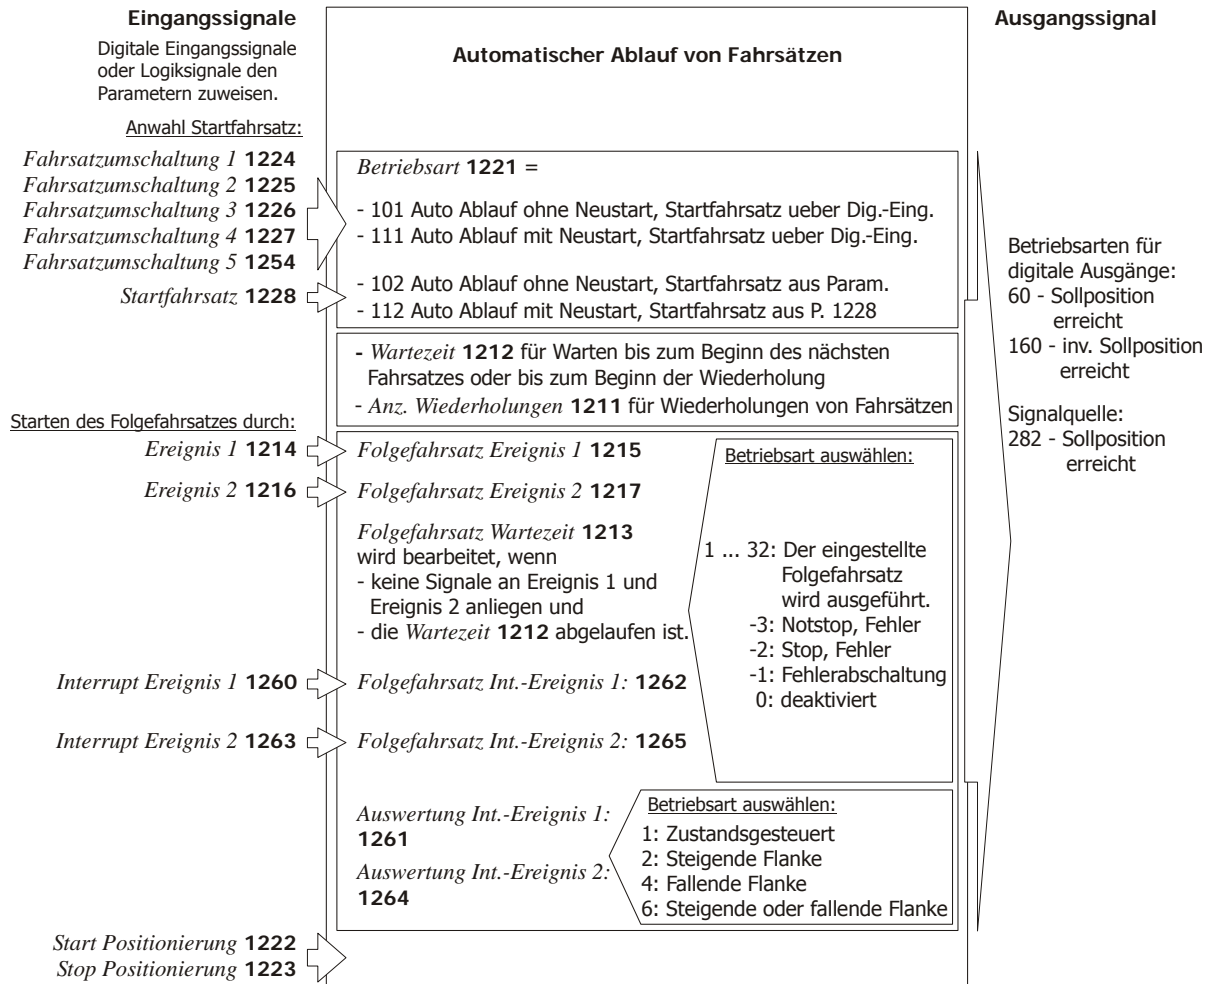 Eingangssignale
Digitale Eingangssignale
oder Logiksignale den
Parametern zuweisen.
Anwahl Startfahrsatz:
Fahrsatzumschaltung 1 1224
Fahrsatzumschaltung 2 1225
Fahrsatzumschaltung 3 1226
Fahrsatzumschaltung 4 1227
Fahrsatzumschaltung 5 1254
Startfahrsatz 1228
Starten des Folgefahrsatzes durch:
Ereignis 1 1214
Ereignis 2 1216
Interrupt Ereignis 1 1260
Interrupt Ereignis 2 1263
Start Positionierung 1222
Stop Positionierung 1223
Automatischer Ablauf von Fahrsätzen
Betriebsart 1221 =
- 101 Auto Ablauf ohne Neustart, Startfahrsatz ueber Dig.-Eing.
- 111 Auto Ablauf mit Neustart, Startfahrsatz ueber Dig.-Eing.
- 102 Auto Ablauf ohne Neustart, Startfahrsatz aus Param.
- 112 Auto Ablauf mit Neustart, Startfahrsatz aus P. 1228
- Wartezeit 1212 für Warten bis zum Beginn des nächsten
Fahrsatzes oder bis zum Beginn der Wiederholung
- Anz. Wiederholungen 1211 für Wiederholungen von Fahrsätzen
Folgefahrsatz Ereignis 1 1215
Folgefahrsatz Ereignis 2 1217
Folgefahrsatz Wartezeit 1213
wird bearbeitet, wenn
- keine Signale an Ereignis 1 und
Ereignis 2 anliegen und
- die Wartezeit 1212 abgelaufen ist.
Folgefahrsatz Int.-Ereignis 1: 1262
Folgefahrsatz Int.-Ereignis 2: 1265
Betriebsart auswählen:
1 ... 32: Der eingestellte
Folgefahrsatz
wird ausgeführt.
-3: Notstop, Fehler
-2: Stop, Fehler
-1: Fehlerabschaltung
0: deaktiviert
Auswertung Int.-Ereignis 1:
1261
Auswertung Int.-Ereignis 2:
1264
Betriebsart auswählen:
1: Zustandsgesteuert
2: Steigende Flanke
4: Fallende Flanke
6: Steigende oder fallende Flanke
Ausgangssignal
Betriebsarten für
digitale Ausgänge:
60 - Sollposition
erreicht
160 - inv. Sollposition
erreicht
Signalquelle:
282 - Sollposition
erreicht